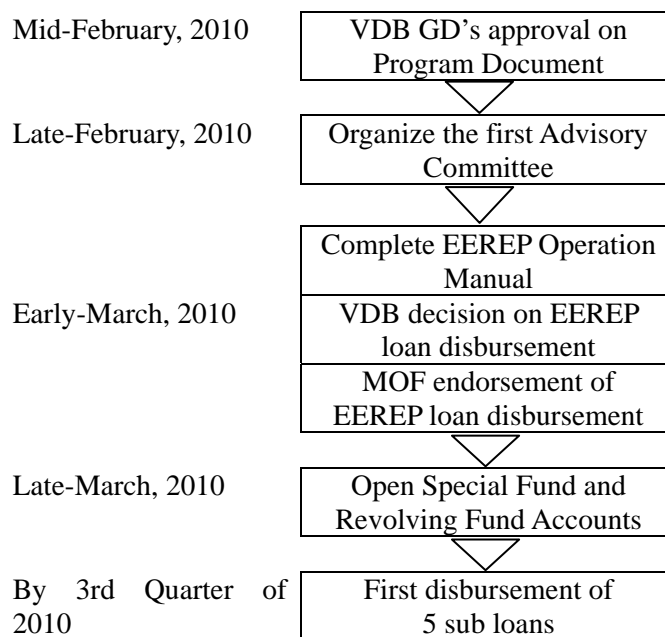 Mid-February, 2010
VDB GD's approval on
Program Document
Late-February, 2010
Organize the first Advisory
Committee
Complete EEREP Operation
Manual
Early-March, 2010
VDB decision on EEREP
loan disbursement
MOF endorsement of
EEREP loan disbursement
Late-March, 2010
Open Special Fund and
Revolving Fund Accounts
By 3rd Quarter of
2010
First disbursement of
5 sub loans